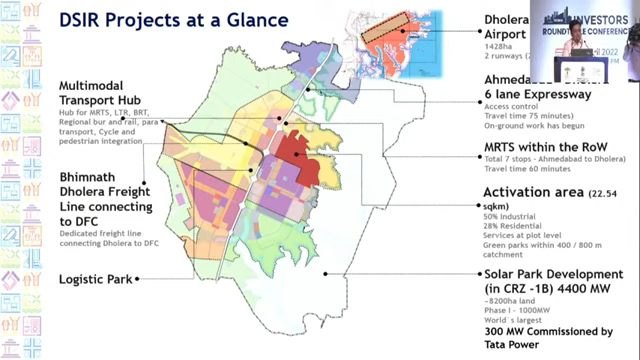 DSIR Projects at a Glance
Multimodal
Transport Hub
Hub for MRTS, LTR, BRT,
Regional bur and rail, para
transport, Cycle and
pedestrian integration
Bhimnath
Dholera Freight
Line connecting
to DFC
Dedicated freight line
connecting Dholera to DFC
Logistic Park
Dholera
Airport
1428ha
2 runways
INVESTORS
ROUNDTABLE CONFERENCE
2022
6 lane Expressway
Access control
Travel time 75 minutes)
On-ground work has begun
MRTS within the RoW
Total 7 stops - Ahmedabad to Dholera)
Travel time 60 minutes
Activation area (22.54
sqkm)
50% Industrial
28% Residential
Services at plot level
Green parks within 400 / 800 m
catchment
Solar Park Development
(in CRZ -1B) 4400 MW
~8200ha land
Phase I - 1000MW
World's largest
300 MW Commissioned by
Tata Power